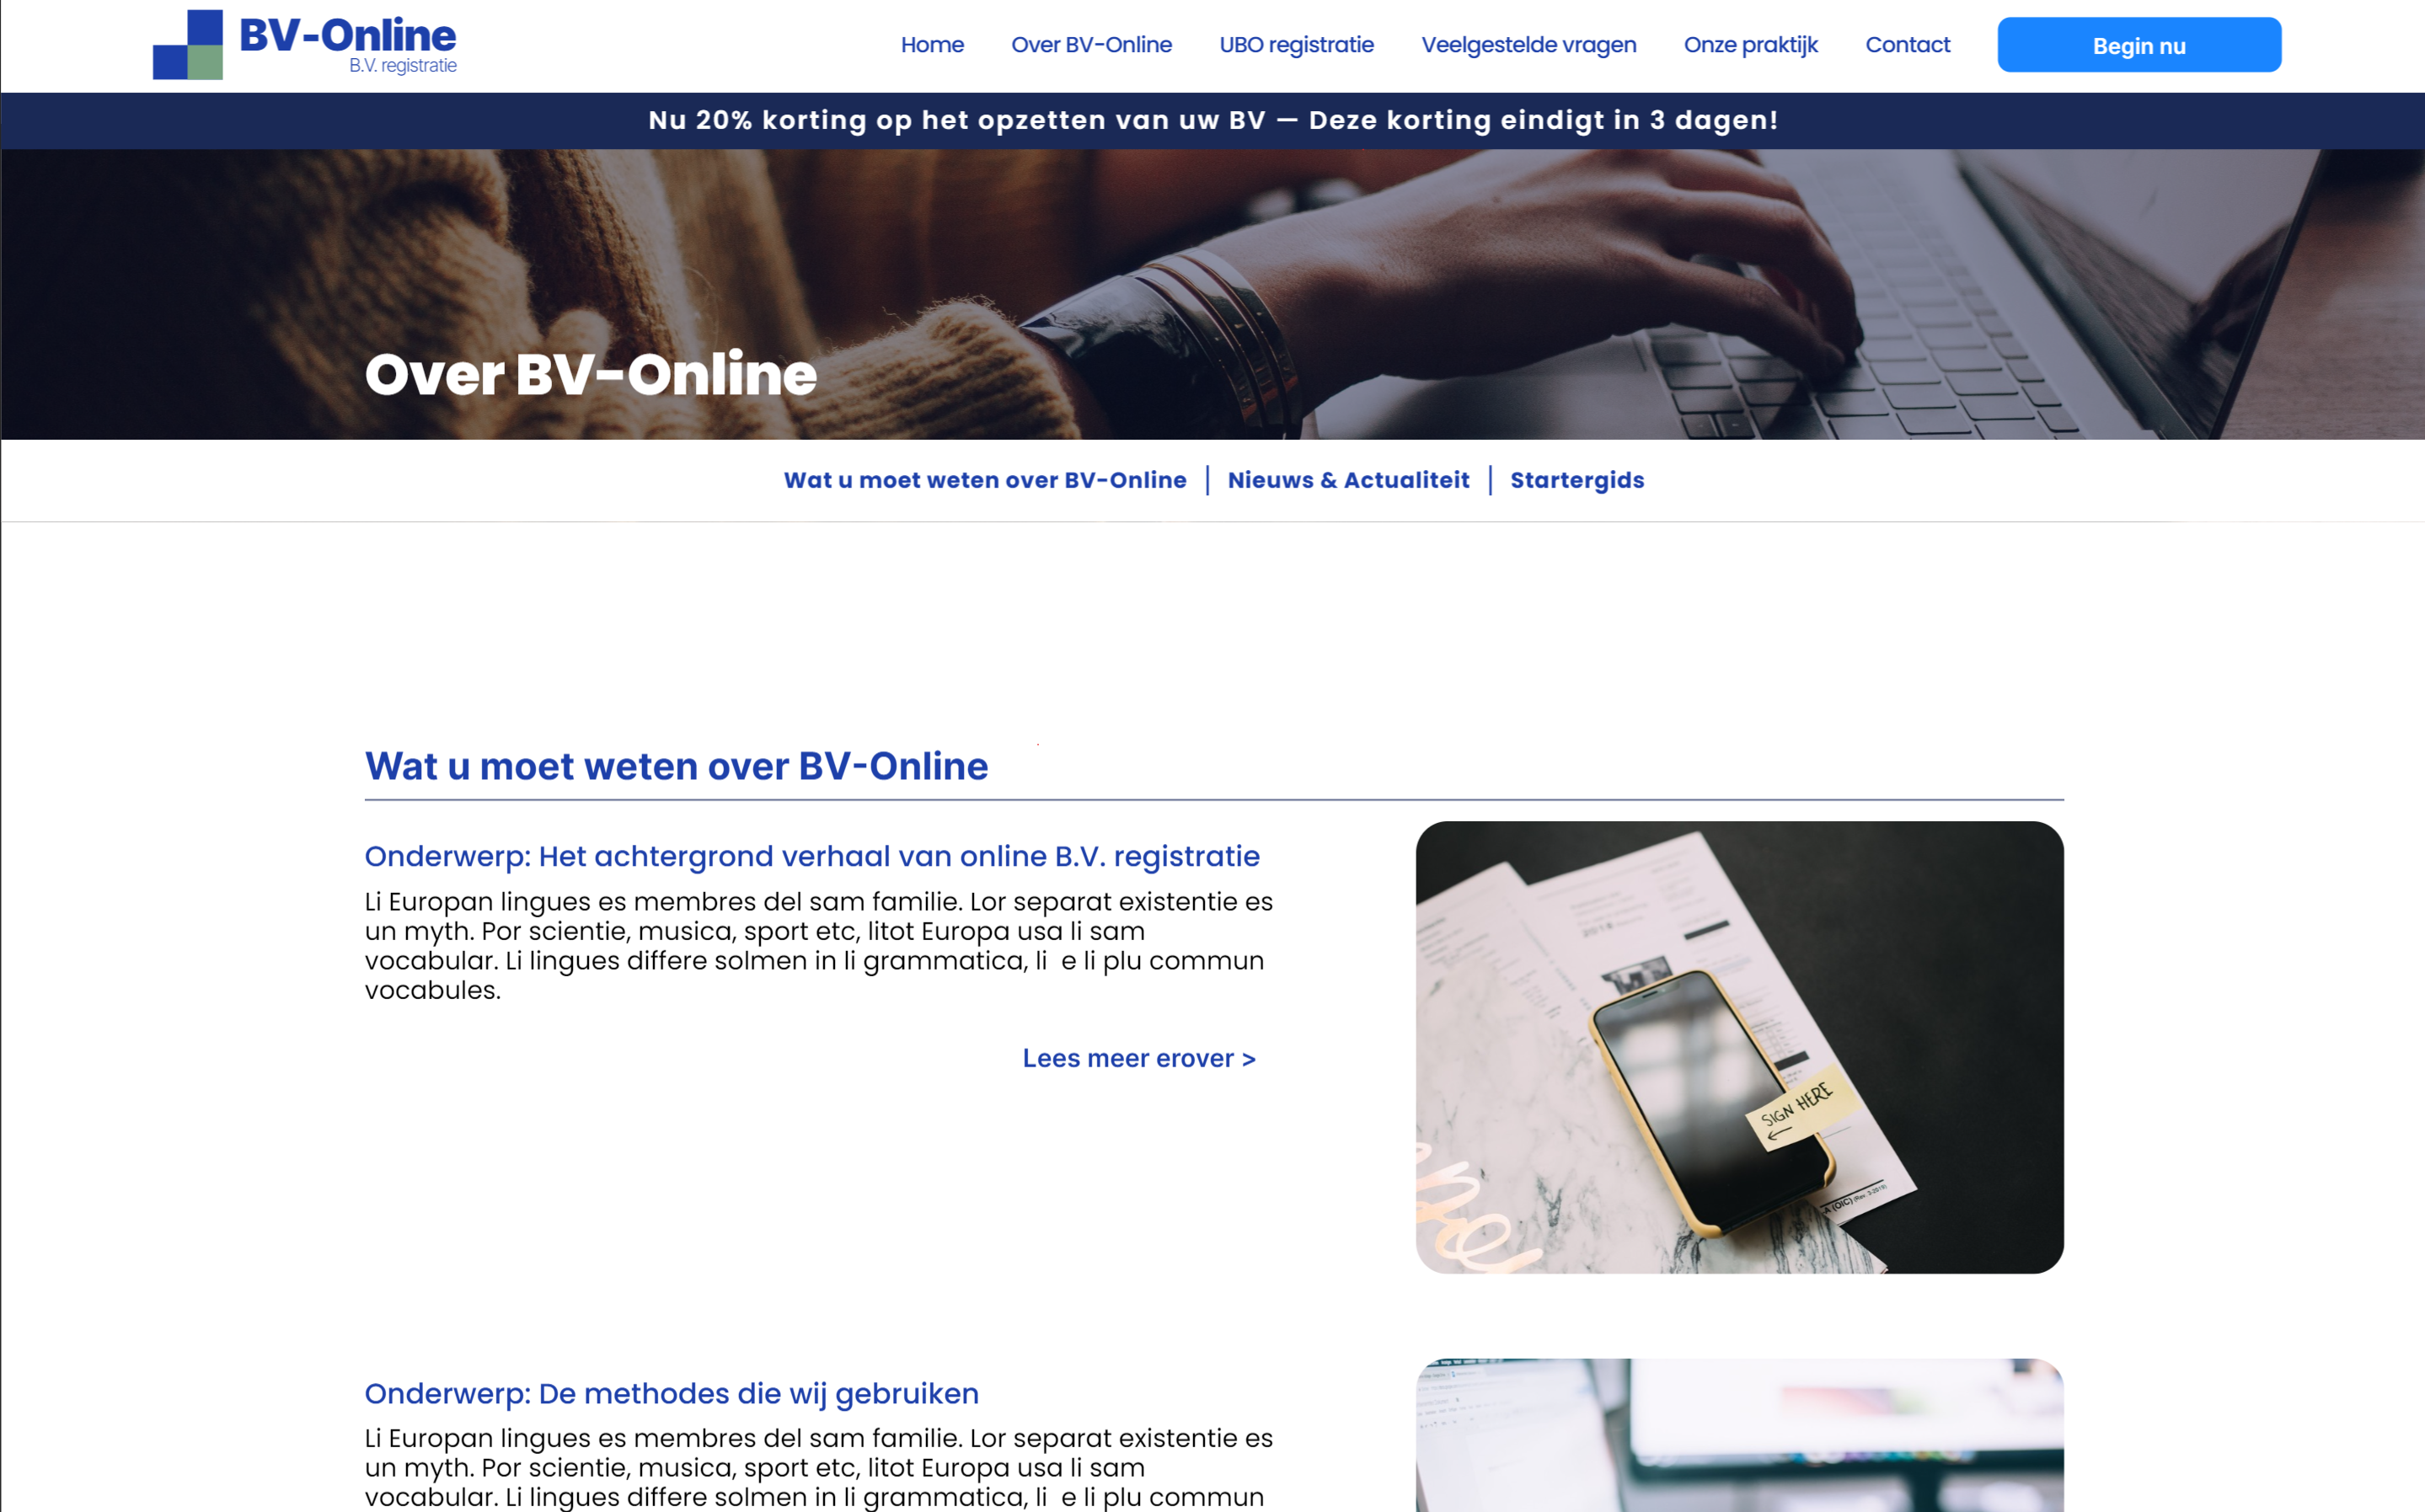 BV-Online
B.V. registratie
Home
Over BV-Online
UBO registratie
Veelgestelde vragen
Onze praktijk
Contact
Begin nu
Nu 20% korting op het opzetten van uw BV — Deze korting eindigt in 3 dagen!
Over BV-Online
Wat u moet weten over BV-Online
Nieuws & Actualiteit
Startergids
Wat u moet weten over BV-Online
Onderwerp: Het achtergrond verhaal van online B.V. registratie
Li Europan lingues es membres del sam familie. Lor separat existentie es
un myth. Por scientie, musica, sport etc, litot Europa usa li sam
vocabular. Li lingues differe solmen in li grammatica, li  e li plu commun
vocabules.
Lees meer erover >
SIGN HERE
(OIC) (Rev. 3-2019)
Onderwerp: De methodes die wij gebruiken
Li Europan lingues es membres del sam familie. Lor separat existentie es
un myth. Por scientie, musica, sport etc, litot Europa usa li sam
vocabular. Li lingues differe solmen in li grammatica, li  e li plu commun